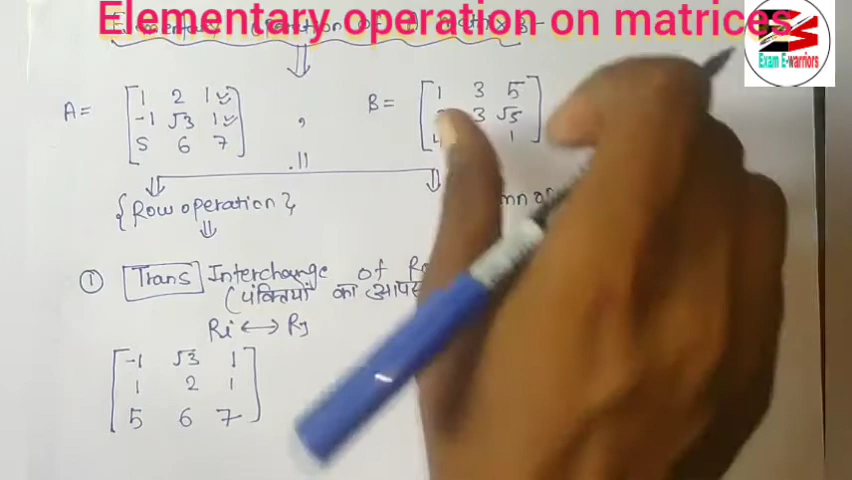 Elementary operation on matrices
Exam E-warriors
A = [1 2 1
-1 √3 1
5 6 7]
,
B = [1 3 5
3 √5
1]
{Row operation}
① Trans Interchange of
(पंक्तियों का
Ri ↔ Rj
[-1 √3 1
1 2 1
5 6 7]